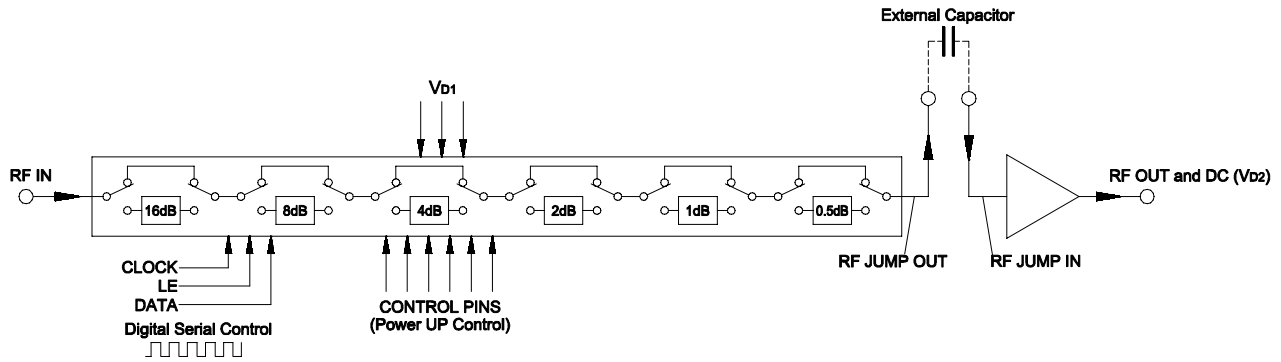 External Capacitor
VD1
RF IN
RF OUT and DC (VD2)
16dB
8dB
4dB
2dB
1dB
0.5dB
CLOCK
LE
DATA
CONTROL PINS
(Power UP Control)
RF JUMP OUT
RF JUMP IN
Digital Serial Control